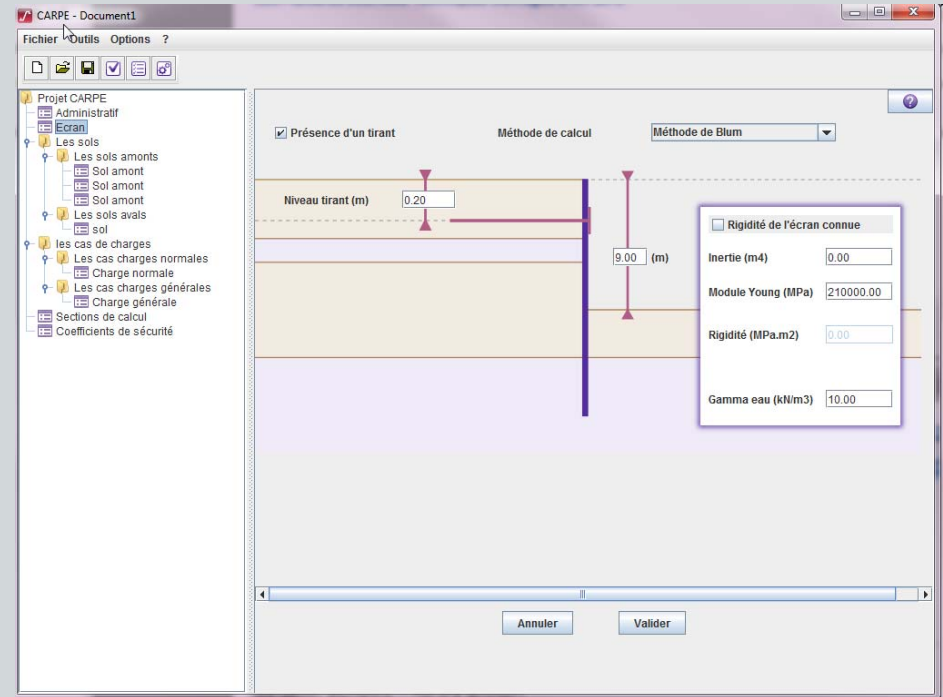 CARPE - Document1
Fichier Outils Options ?
Projet CARPE
Administratif
Ecran
Les sols
Les sols amonts
Sol amont
Sol amont
Sol amont
Les sols avals
sol
les cas de charges
Les cas charges normales
Charge normale
Les cas charges générales
Charge générale
Sections de calcul
Coefficients de sécurité
Présence d'un tirant Méthode de calcul Méthode de Blum
Niveau tirant (m) 0.20
9.00 (m)
Rigidité de l'écran connue
Inertie (m4) 0.00
Module Young (MPa) 210000.00
Rigidité (MPa.m2) 0.00
Gamma eau (kN/m3) 10.00
Annuler Valider